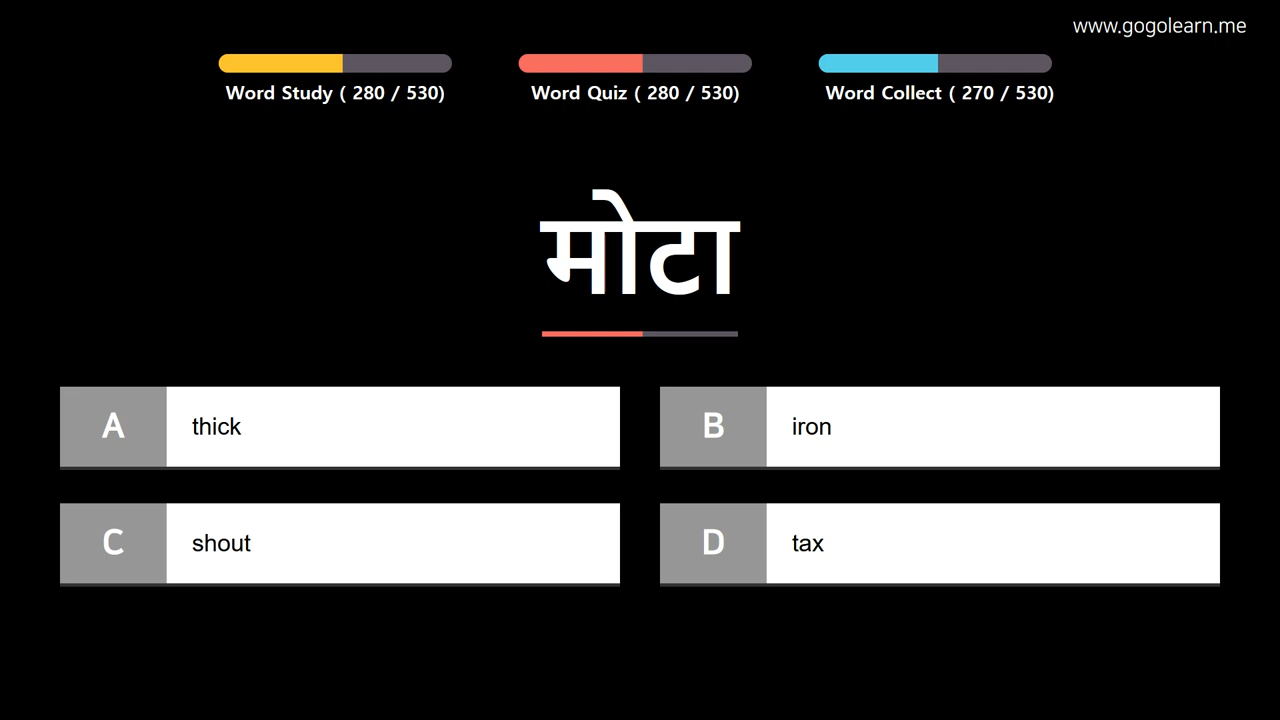 www.gogolearn.me
Word Study ( 280 / 530)
Word Quiz ( 280 / 530)
Word Collect ( 270 / 530)
मोटा
A thick
B iron
C shout
D tax